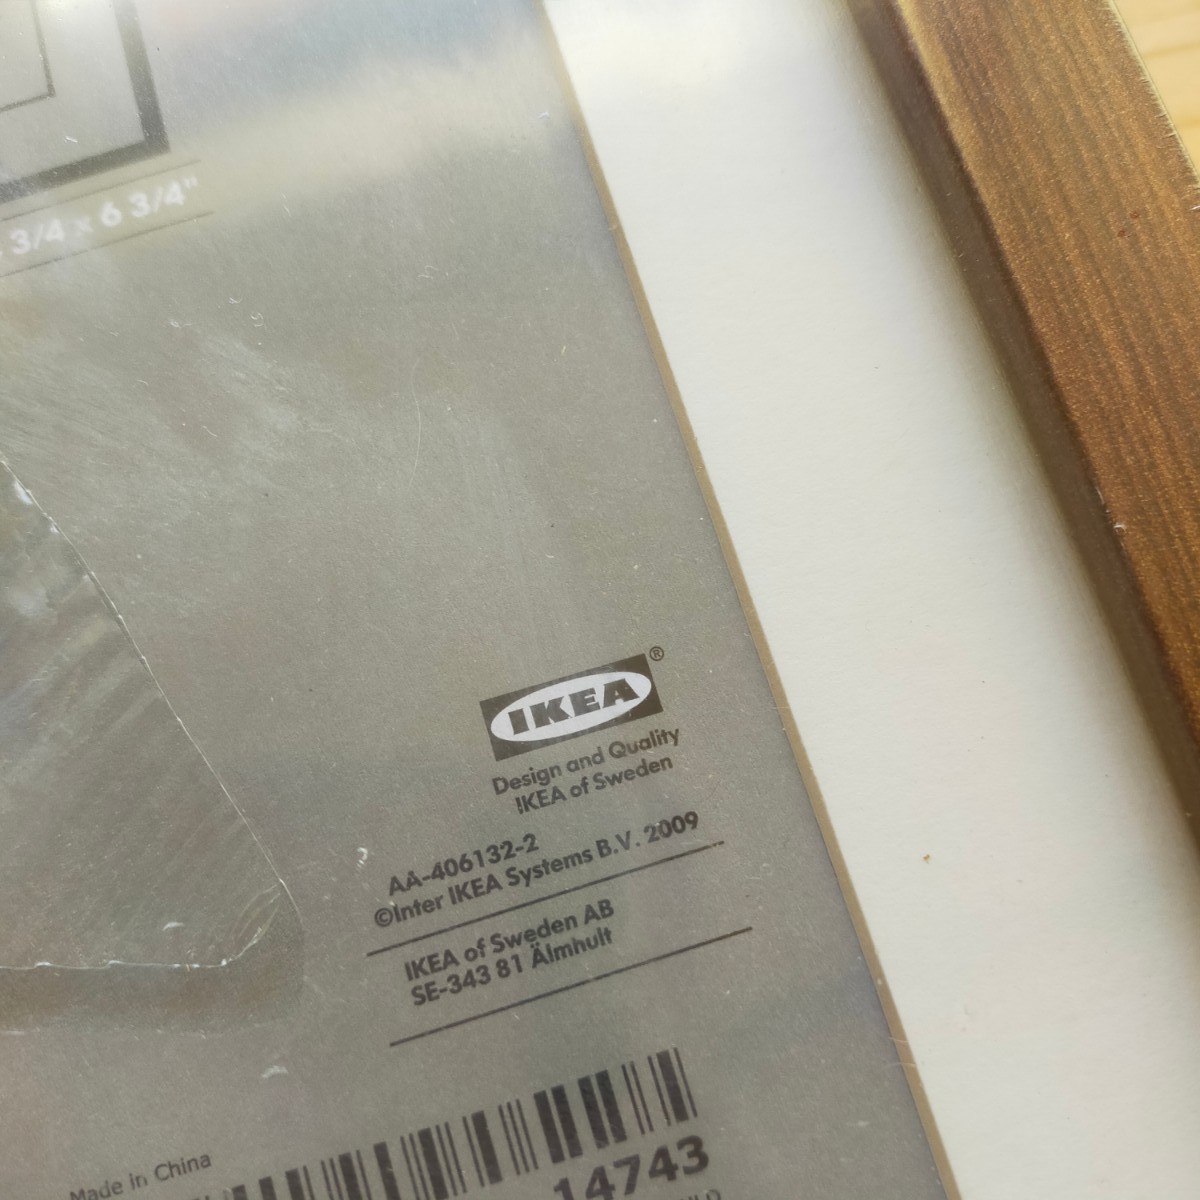 3/4 x 6 3/4"
IKEA®
Design and Quality
IKEA of Sweden
AA-406132-2
©Inter IKEA Systems B.V. 2009
IKEA of Sweden AB
SE-343 81 Älmhult
Made in China
14743